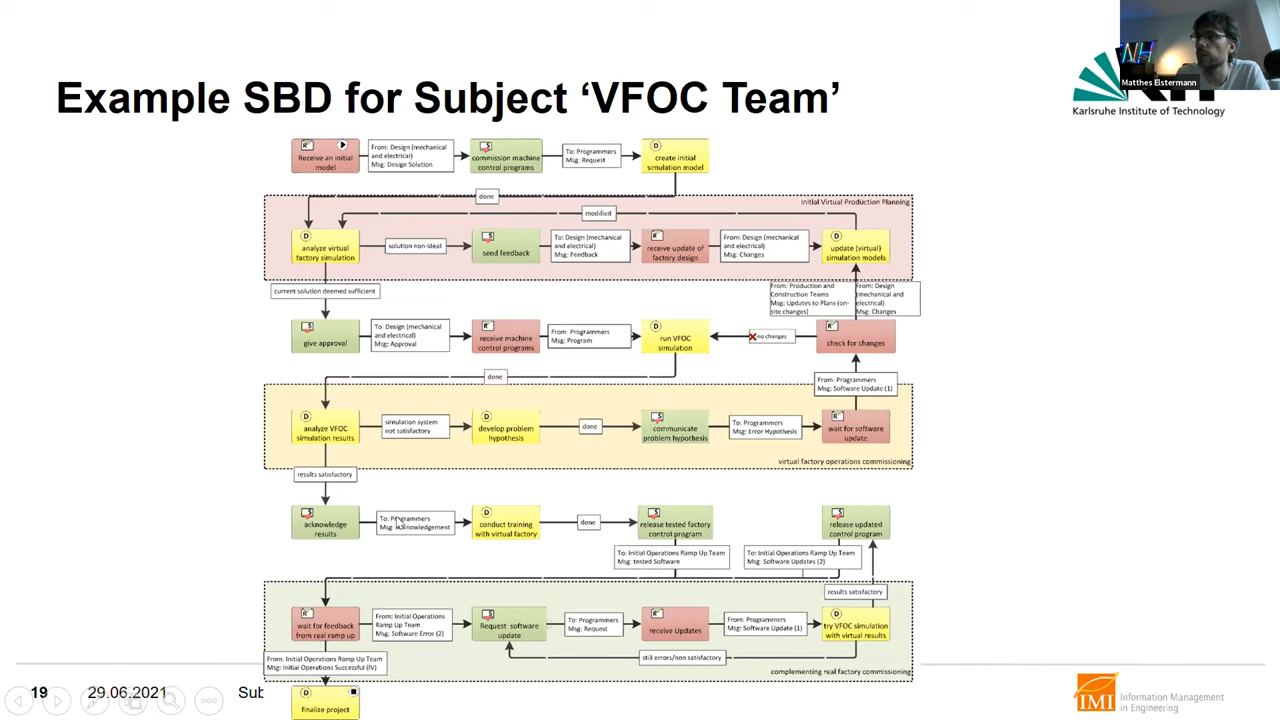 Example SBD for Subject ‘VFOC Team’
Matthes Elstermann
Karlsruhe Institute of Technology
Receive an initial
model
From: Design (mechanical
and electrical)
Msg: Design Solution
commission machine
control programs
To: Programmers
Msg: Request
create initial
simulation model
done
Initial Virtual Production Planning
modified
analyze virtual
factory simulation
solution non-ideal
send feedback
To: Design (mechanical
and electrical)
Msg: Feedback
receive update of
factory design
From: Design (mechanical
and electrical)
Msg: Changes
update (virtual)
simulation models
current solution deemed sufficient
From: Production and
Construction Teams
Msg: Updates to Plans (on-
site changes)
From: Design
(mechanical and
electrical)
Msg: Changes
give approval
To: Design (mechanical
and electrical)
Msg: Approval
receive machine
control programs
From: Programmers
Msg: Program
run VFOC
simulation
no changes
check for changes
done
From: Programmers
Msg: Software Update (1)
analyze VFOC
simulation results
simulation system
not satisfactory
develop problem
hypothesis
done
communicate
problem hypothesis
To: Programmers
Msg: Error Hypothesis
wait for software
update
virtual factory operations commissioning
results satisfactory
acknowledge
results
To: Programmers
Msg: Acknowledgement
conduct training
with virtual factory
done
release tested factory
control program
release updated
control program
To: Initial Operations Ramp Up Team
Msg: tested Software
To: Initial Operations Ramp Up Team
Msg: Software Updates (2)
results satisfactory
wait for feedback
from real ramp up
From: Initial Operations
Ramp Up Team
Msg: Software Error (2)
Request software
update
To: Programmers
Msg: Request
receive Updates
From: Programmers
Msg: Software Update (1)
try VFOC simulation
with virtual results
still errors/non satisfactory
From: Initial Operations Ramp Up Team
Msg: Initial Operations Successful (IV)
complementing real factory commissioning
finalize project
19
29.06.2021
Sub
IMI
Information Management
in Engineering